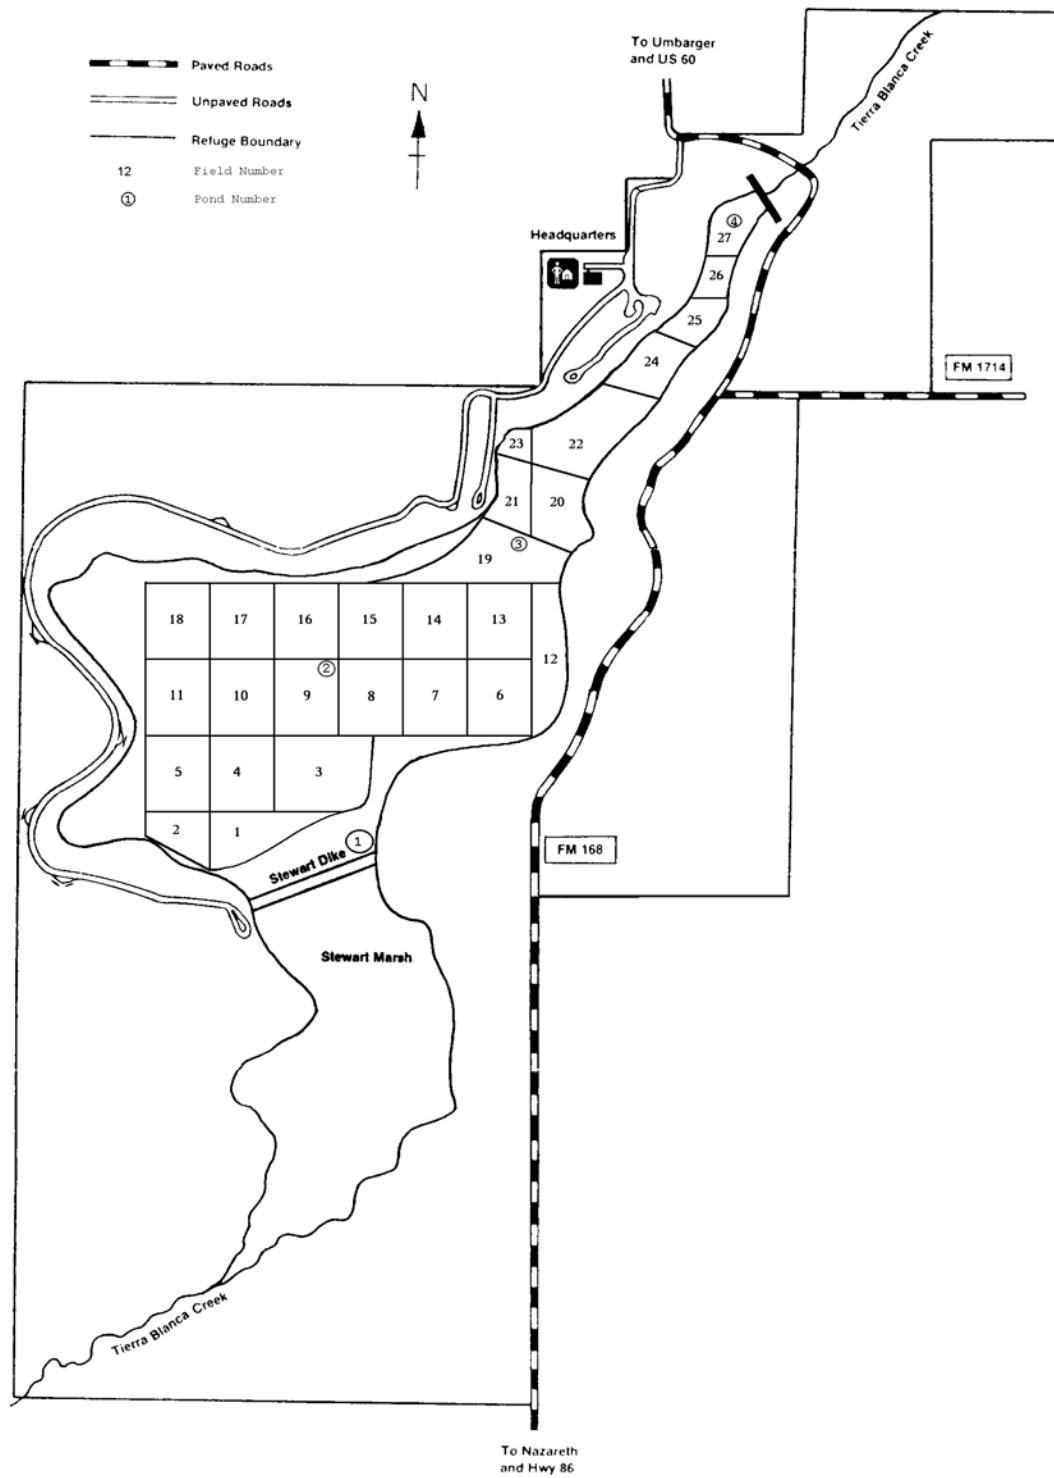 To Umbarger
and US 60
Tierra Blanca Creek
Paved Roads
Unpaved Roads
Refuge Boundary
12 Field Number
① Pond Number
N
Headquarters
④
27
26
25
24
FM 1714
23
22
21
20
③
19
18
17
16
15
14
13
12
②
11
10
9
8
7
6
5
4
3
2
1
①
Stewart Dike
FM 168
Stewart Marsh
Tierra Blanca Creek
To Nazareth
and Hwy 86